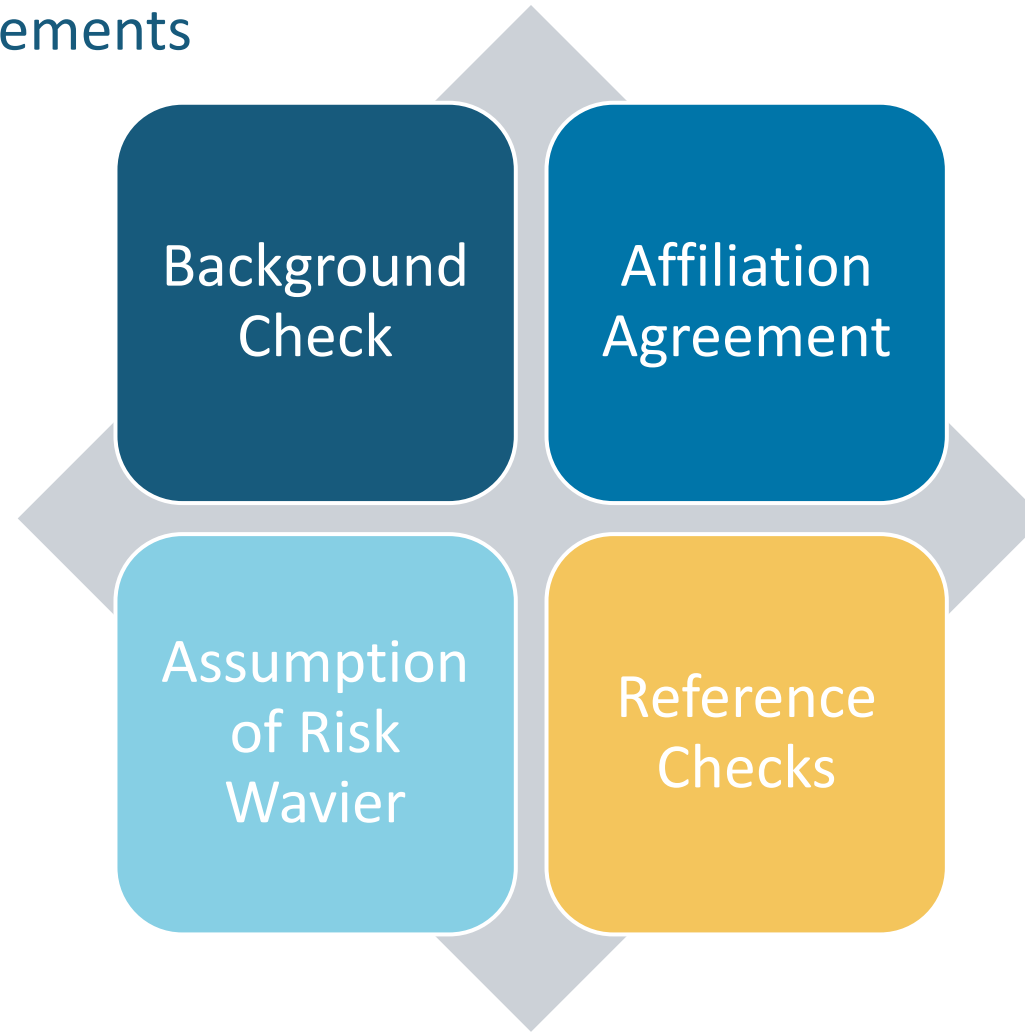 ements
Background
Check
Affiliation
Agreement
Assumption
of Risk
Wavier
Reference
Checks